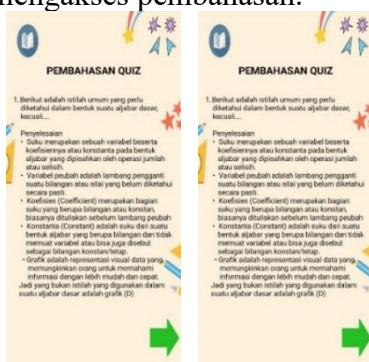 mengakses pembahasan.
PEMBAHASAN QUIZ
1. Berikut adalah istilah umum yang perlu
diketahui dalam bentuk suatu aljabar dasar,
kecuali....
Penyelesaian
• Suku merupakan sebuah variabel beserta
koefisiennya atau konstanta pada bentuk
aljabar yang dipisahkan oleh operasi jumlah
atau selisih.
• Variabel peubah adalah lambang pengganti
suatu bilangan atau nilai yang belum diketahui
secara pasti.
• Koefisien (Coefficient) merupakan bagian
suku yang berupa bilangan atau konstan,
biasanya dituliskan sebelum lambang peubah
• Konstanta (Constant) adalah suku dari suatu
bentuk aljabar yang berupa bilangan dan tidak
memuat variabel atau bisa juga disebut
sebagai bilangan konstan/tetap.
• Grafik adalah representasi visual data yang
memungkinkan orang untuk memahami
informasi dengan lebih mudah dan cepat.
Jadi yang bukan istilah yang digunakan dalam
suatu aljabar dasar adalah grafik (D)
PEMBAHASAN QUIZ
1. Berikut adalah istilah umum yang perlu
diketahui dalam bentuk suatu aljabar dasar,
kecuali....
Penyelesaian
• Suku merupakan sebuah variabel beserta
koefisiennya atau konstanta pada bentuk
aljabar yang dipisahkan oleh operasi jumlah
atau selisih.
• Variabel peubah adalah lambang pengganti
suatu bilangan atau nilai yang belum diketahui
secara pasti.
• Koefisien (Coefficient) merupakan bagian
suku yang berupa bilangan atau konstan,
biasanya dituliskan sebelum lambang peubah
• Konstanta (Constant) adalah suku dari suatu
bentuk aljabar yang berupa bilangan dan tidak
memuat variabel atau bisa juga disebut
sebagai bilangan konstan/tetap.
• Grafik adalah representasi visual data yang
memungkinkan orang untuk memahami
informasi dengan lebih mudah dan cepat.
Jadi yang bukan istilah yang digunakan dalam
suatu aljabar dasar adalah grafik (D)